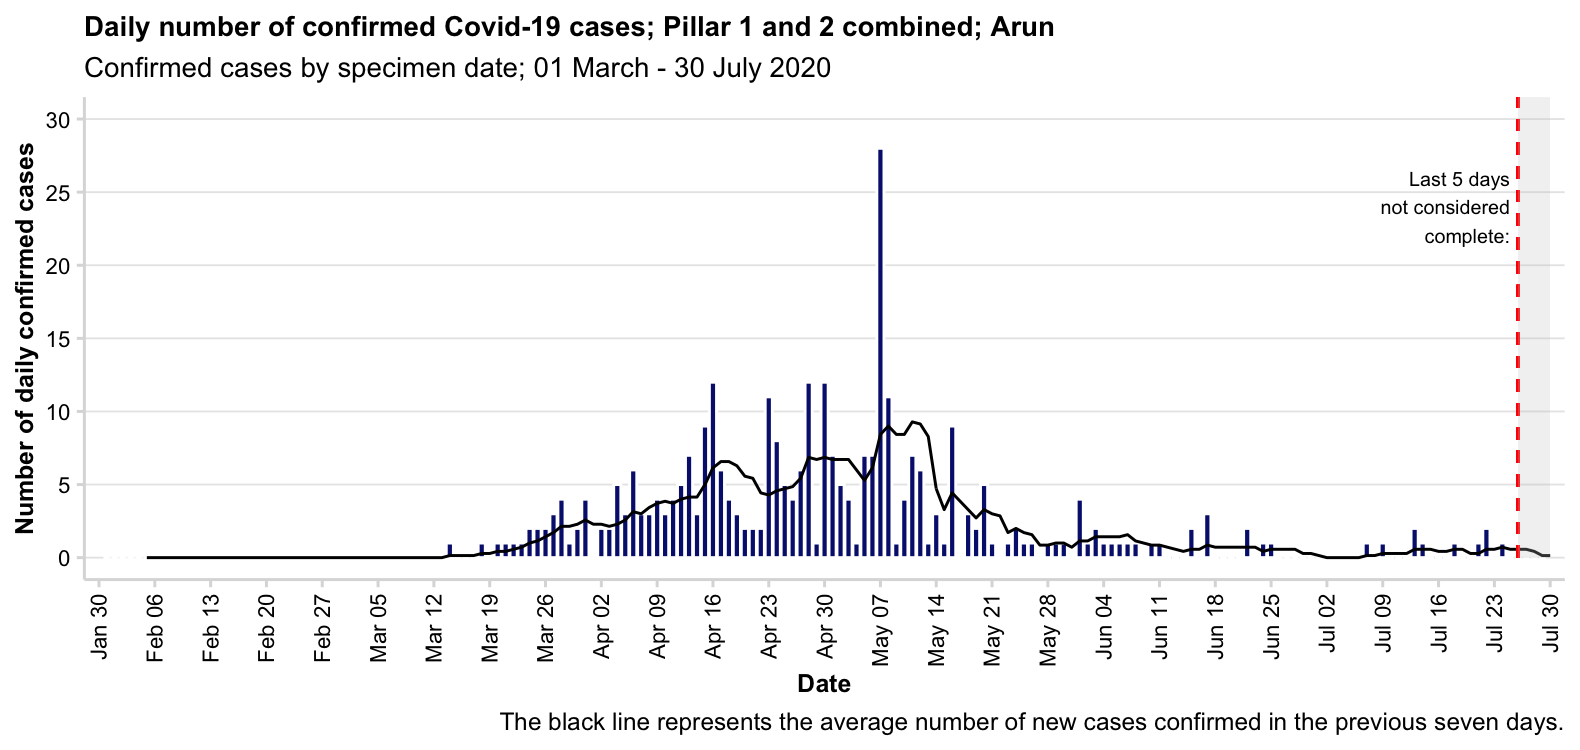 Daily number of confirmed Covid-19 cases; Pillar 1 and 2 combined; Arun
Confirmed cases by specimen date; 01 March - 30 July 2020
Number of daily confirmed cases
30
25
20
15
10
5
0
Last 5 days
not considered
complete:
Jan 30
Feb 06
Feb 13
Feb 20
Feb 27
Mar 05
Mar 12
Mar 19
Mar 26
Apr 02
Apr 09
Apr 16
Apr 23
Apr 30
May 07
May 14
May 21
May 28
Jun 04
Jun 11
Jun 18
Jun 25
Jul 02
Jul 09
Jul 16
Jul 23
Jul 30
Date
The black line represents the average number of new cases confirmed in the previous seven days.